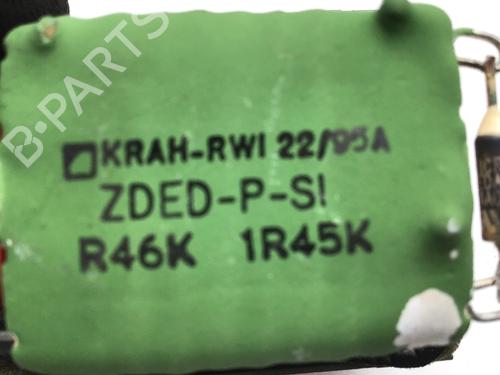 B-PARTS
KRAH-RWI 22/95A
ZDED-P-S!
R46K 1R45K